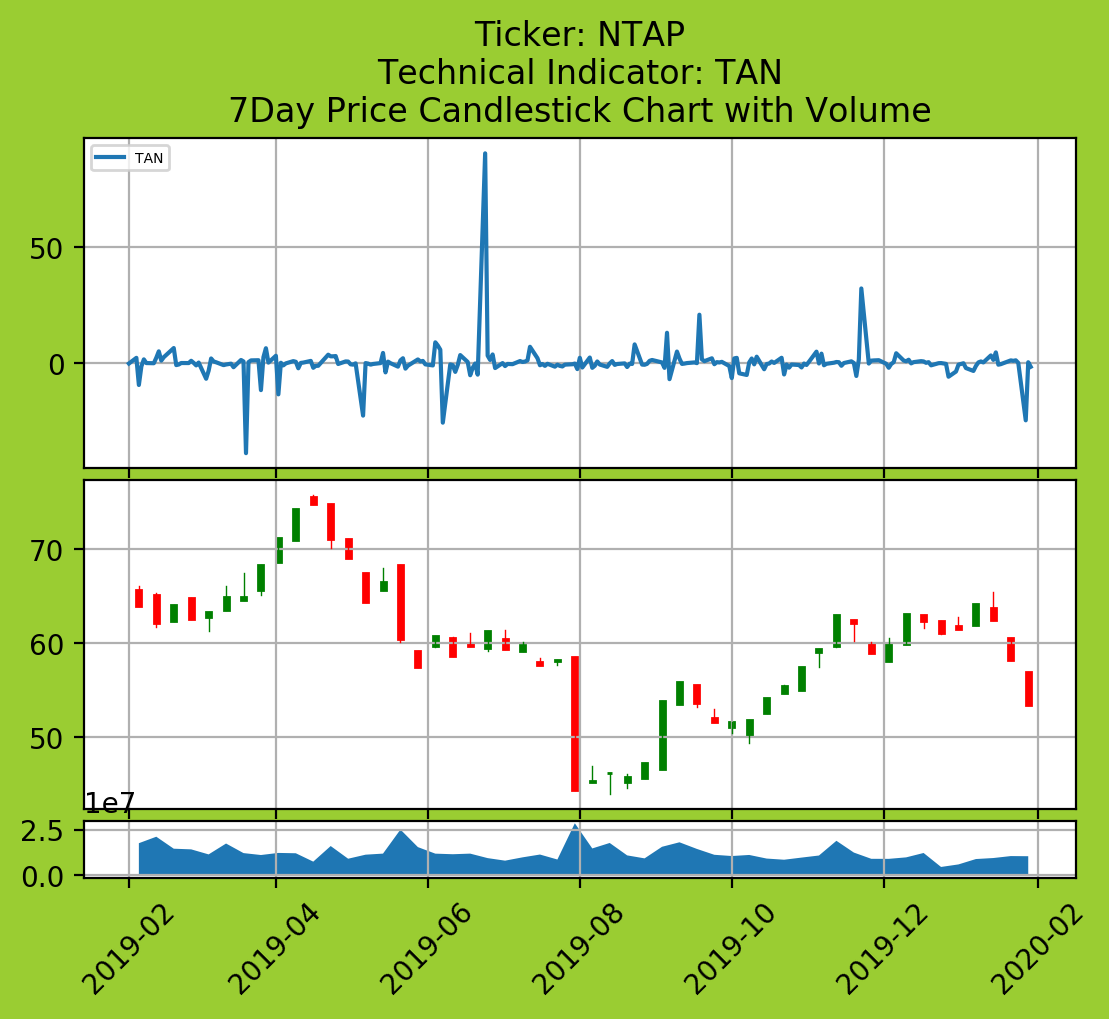 Ticker: NTAP
Technical Indicator: TAN
7Day Price Candlestick Chart with Volume
TAN
50
0
70
60
50
1e7
2.5
0.0
2019-02
2019-04
2019-06
2019-08
2019-10
2019-12
2020-02